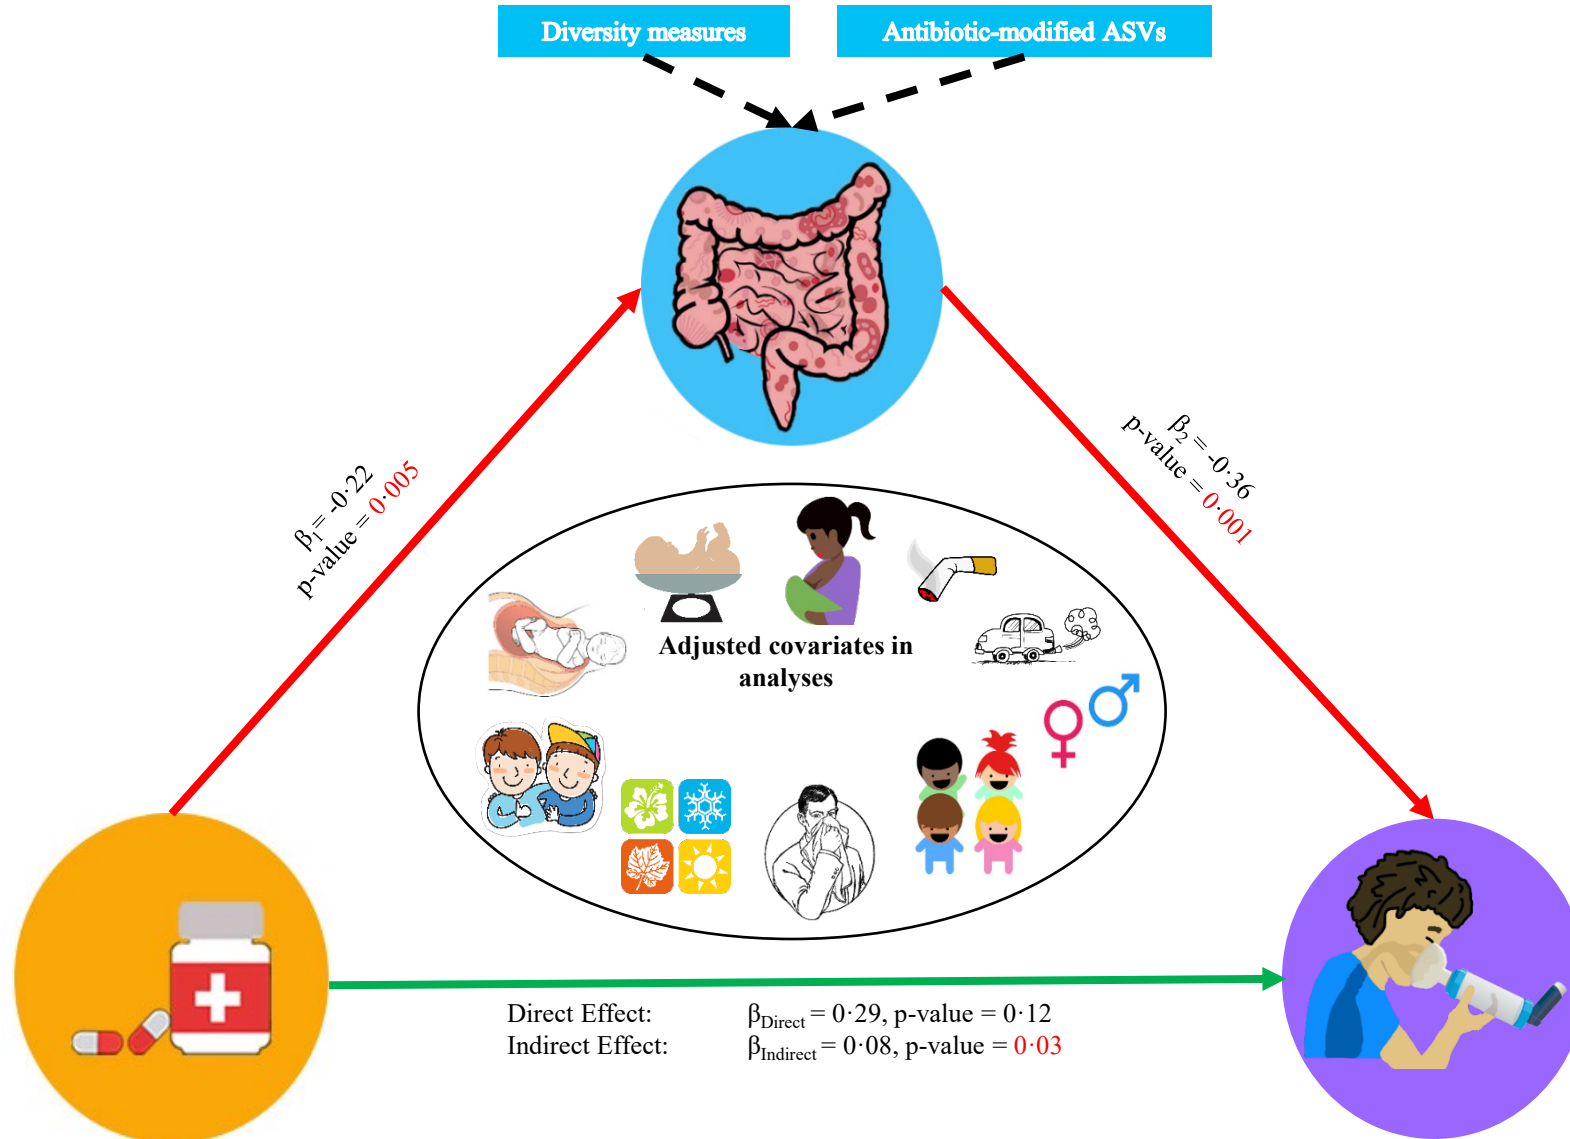 Diversity measures
Antibiotic-modified ASVs
β1 = -0·22
p-value = 0·005
β2 = -0·36
p-value = 0·001
Adjusted covariates in
analyses
Direct Effect: βDirect = 0·29, p-value = 0·12
Indirect Effect: βIndirect = 0·08, p-value = 0·03